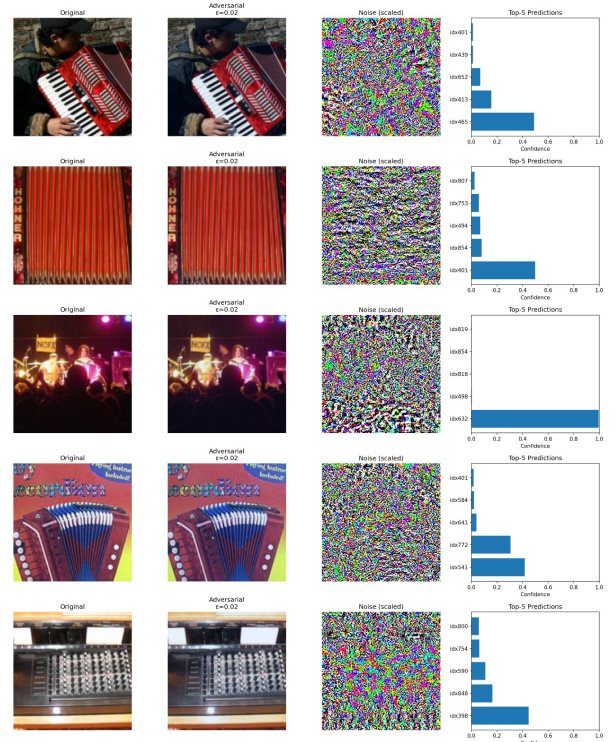 Original
Adversarial
ε=0.02
Noise (scaled)
Top-5 Predictions
idx401
idx439
idx652
idx413
idx465
0.0 0.2 0.4 0.6 0.8 1.0
Confidence
Original
Adversarial
ε=0.02
Noise (scaled)
Top-5 Predictions
HOHNER
HOHNER
idx867
idx753
idx494
idx854
idx401
0.0 0.2 0.4 0.6 0.8 1.0
Confidence
Original
Adversarial
ε=0.02
Noise (scaled)
Top-5 Predictions
NOFX
NOFX
idx819
idx854
idx818
idx498
idx632
0.0 0.2 0.4 0.6 0.8 1.0
Confidence
Original
Adversarial
ε=0.02
Noise (scaled)
Top-5 Predictions
Included!
Included!
idx401
idx584
idx641
idx772
idx541
0.0 0.2 0.4 0.6 0.8 1.0
Confidence
Original
Adversarial
ε=0.02
Noise (scaled)
Top-5 Predictions
idx800
idx754
idx590
idx848
idx398
0.0 0.2 0.4 0.6 0.8 1.0